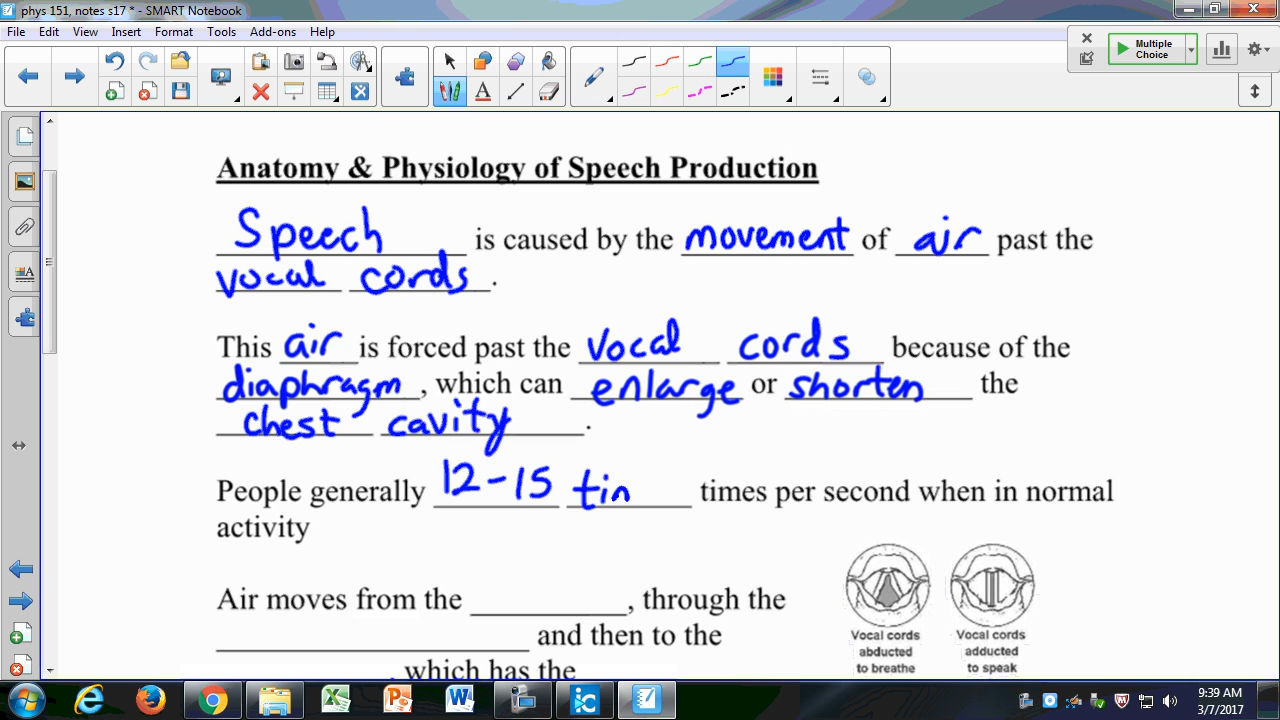 phys 151, notes s17 * - SMART Notebook
File Edit View Insert Format Tools Add-ons Help
Multiple
Choice
Anatomy & Physiology of Speech Production
Speech is caused by the movement of air past the
vocal cords.
This air is forced past the vocal cords because of the
diaphragm, which can enlarge or shorten the
chest cavity.
People generally 12-15 tin times per second when in normal
activity
Air moves from the ____________, through the
________________________ and then to the
______________, which has the
Vocal cords
abducted
to breathe
Vocal cords
adducted
to speak
9:39 AM
3/7/2017